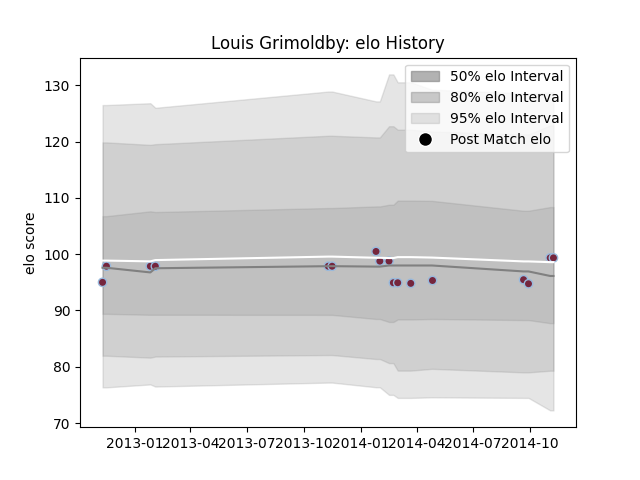 Louis Grimoldby: elo History
50% elo Interval
80% elo Interval
95% elo Interval
Post Match elo
elo score
130
120
110
100
90
80
70
2013-01 2013-04 2013-07 2013-10 2014-01 2014-04 2014-07 2014-10